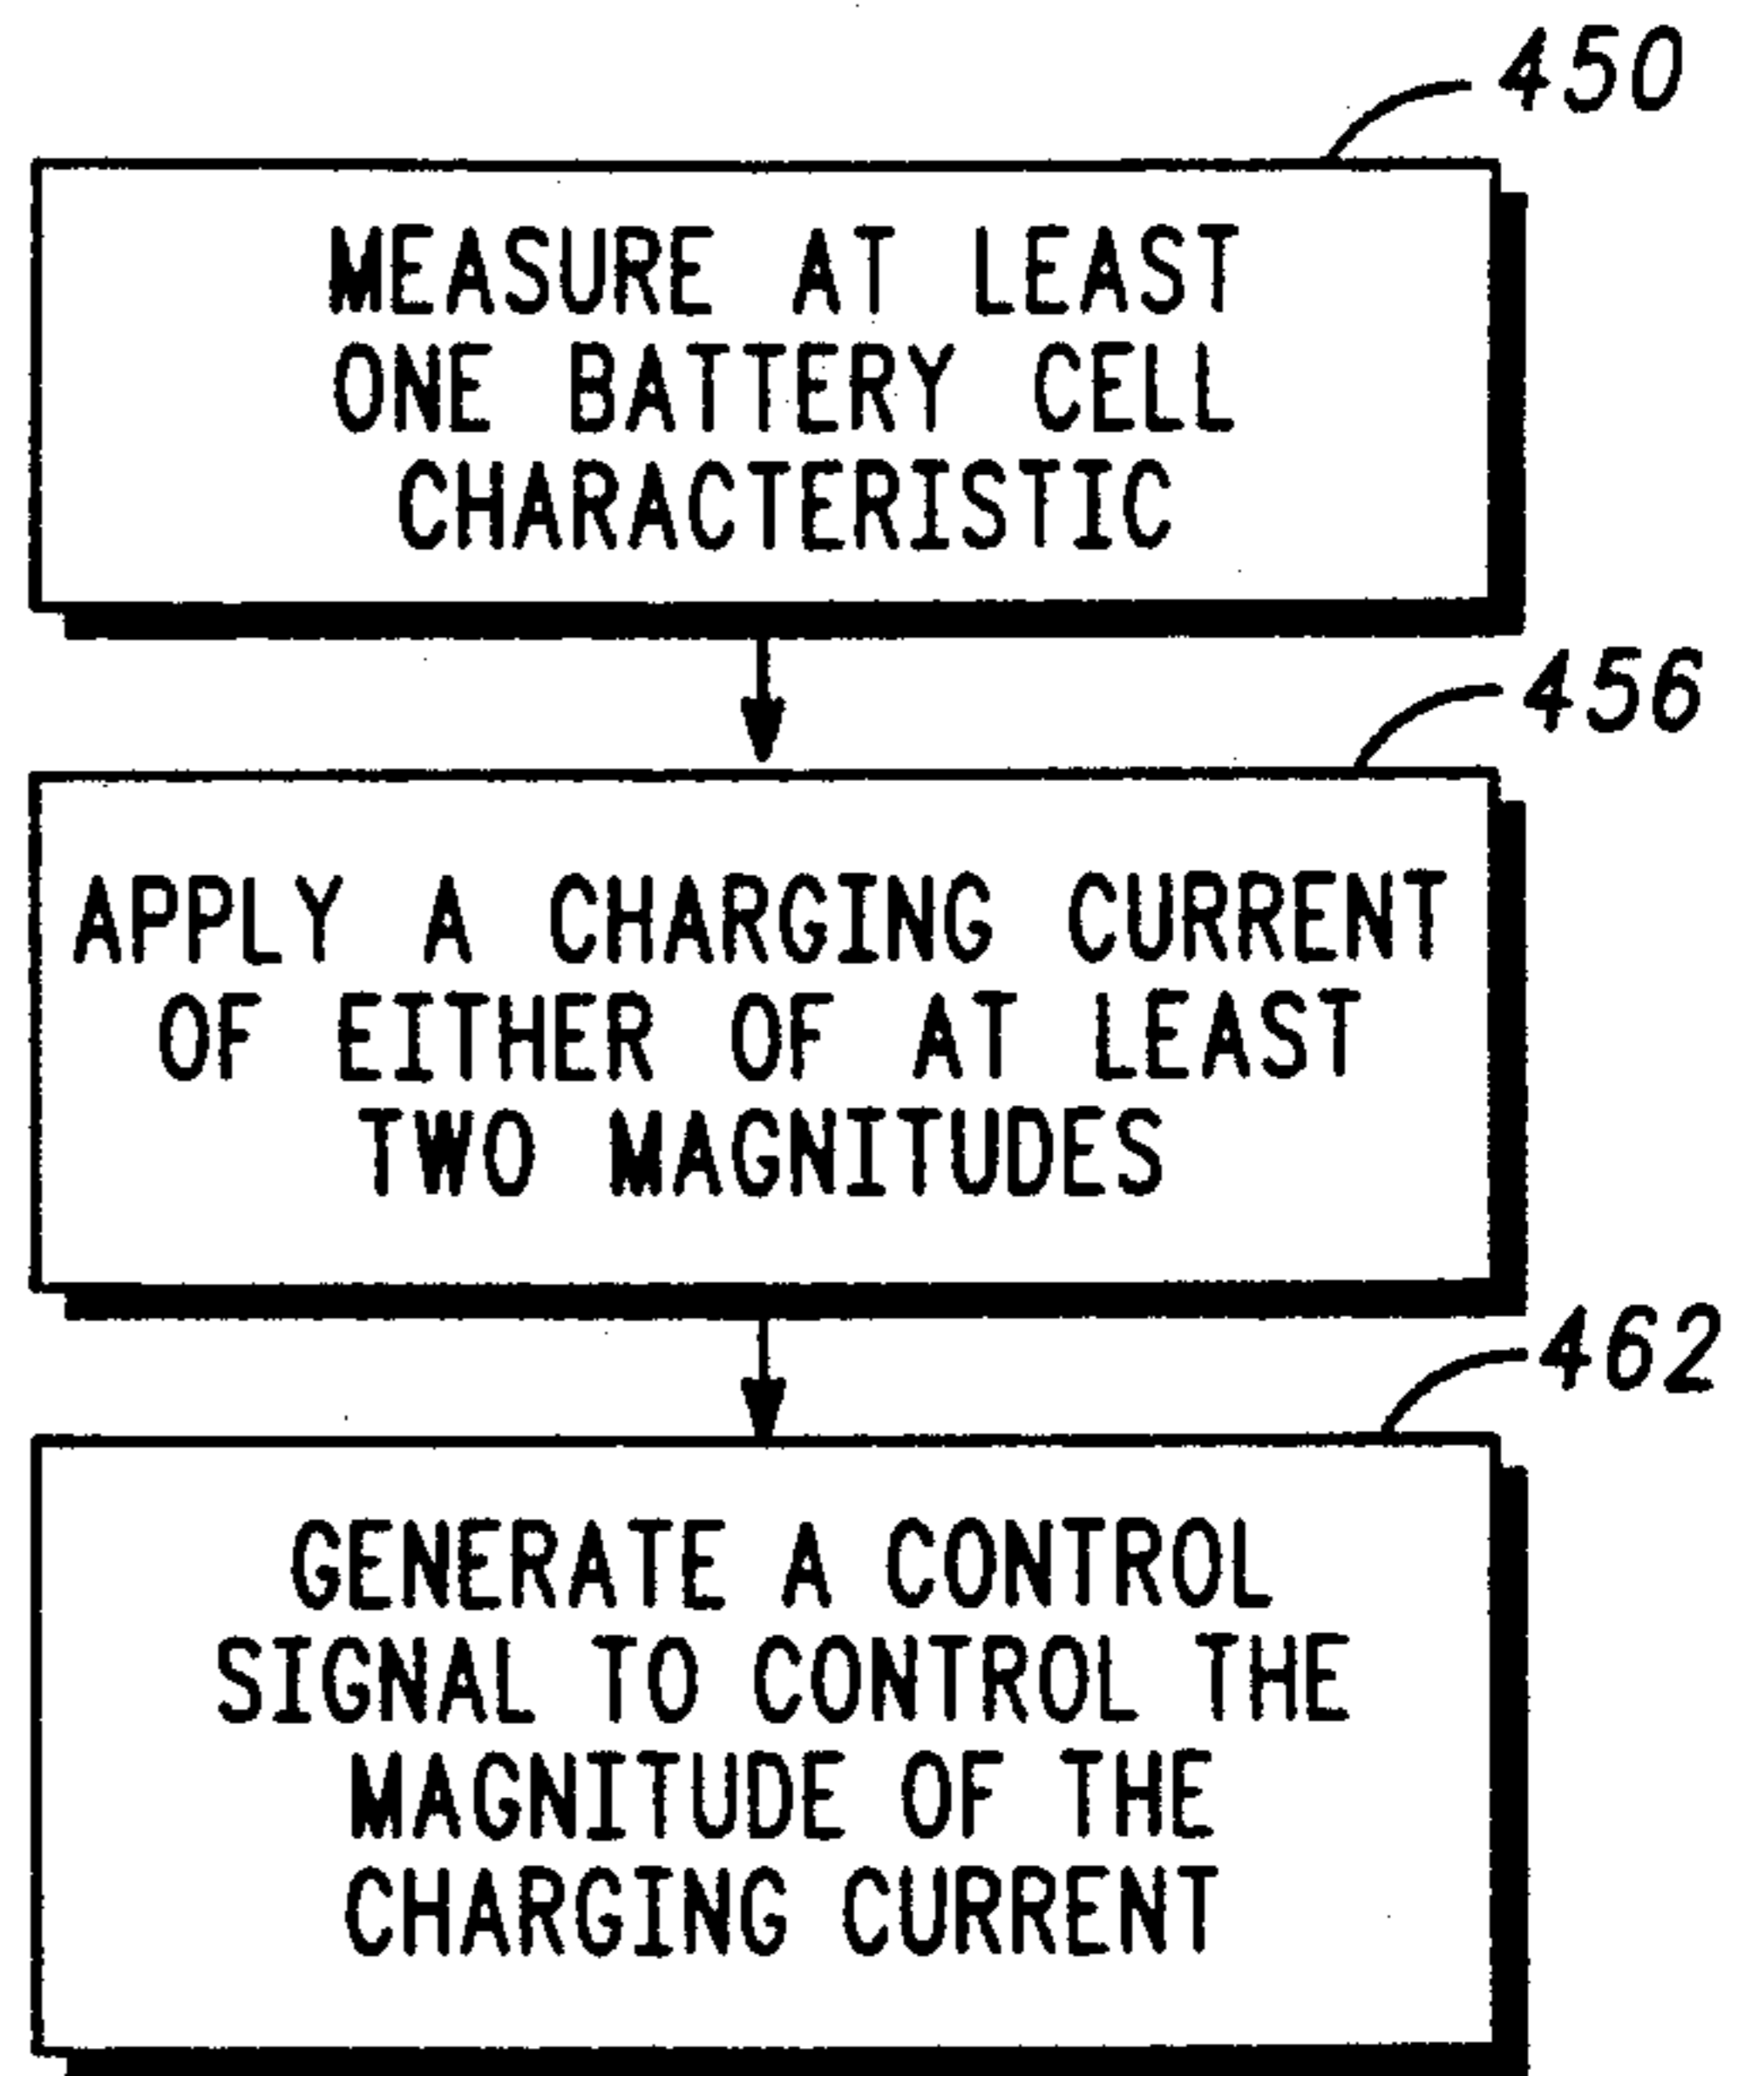 450
MEASURE AT LEAST
ONE BATTERY CELL
CHARACTERISTIC
456
APPLY A CHARGING CURRENT
OF EITHER OF AT LEAST
TWO MAGNITUDES
462
GENERATE A CONTROL
SIGNAL TO CONTROL THE
MAGNITUDE OF THE
CHARGING CURRENT